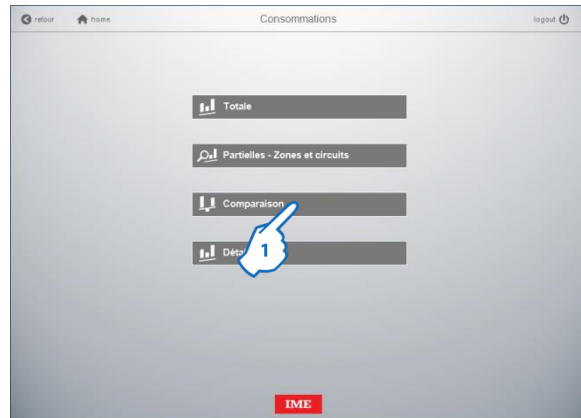 retour home Consommations logout
Totale
Partielles - Zones et circuits
Comparaison
Déta
1
IME